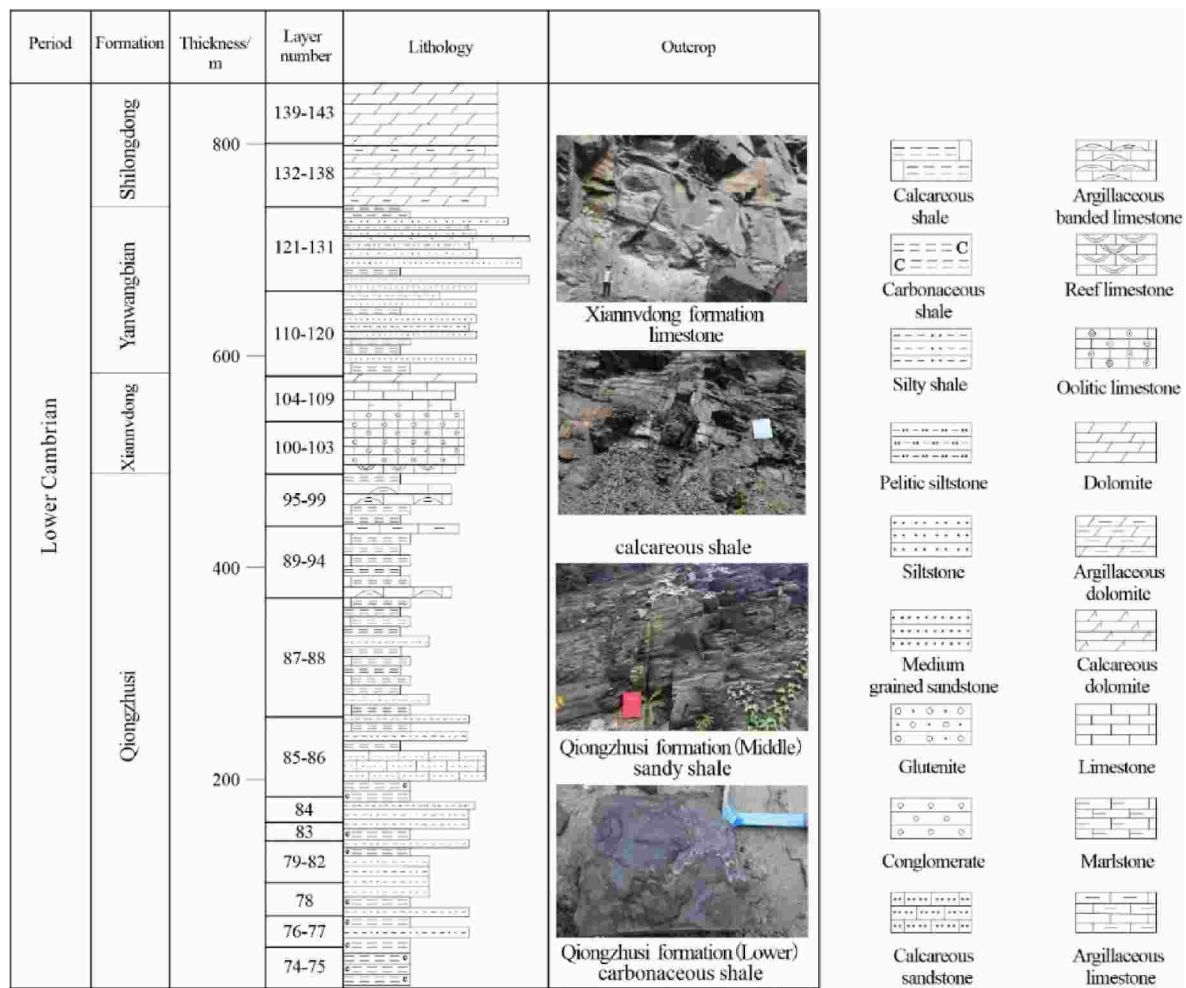 Period
Formation
Thickness/
m
Layer
number
Lithology
Outcrop
Lower Cambrian
Shilongdong
Yanwangbian
Xiannvdong
Qiongzhusi
800
600
400
200
139-143
132-138
121-131
110-120
104-109
100-103
95-99
89-94
87-88
85-86
84
83
79-82
78
76-77
74-75
Xiannvdong formation
limestone
calcareous shale
Qiongzhusi formation(Middle)
sandy shale
Qiongzhusi formation(Lower)
carbonaceous shale
Calcareous
shale
C
C
Carbonaceous
shale
Silty shale
Pelitic siltstone
Siltstone
Medium
grained sandstone
Glutenite
Conglomerate
Calcareous
sandstone
Argillaceous
banded limestone
Reef limestone
Oolitic limestone
Dolomite
Argillaceous
dolomite
Calcareous
dolomite
Limestone
Marlstone
Argillaceous
limestone